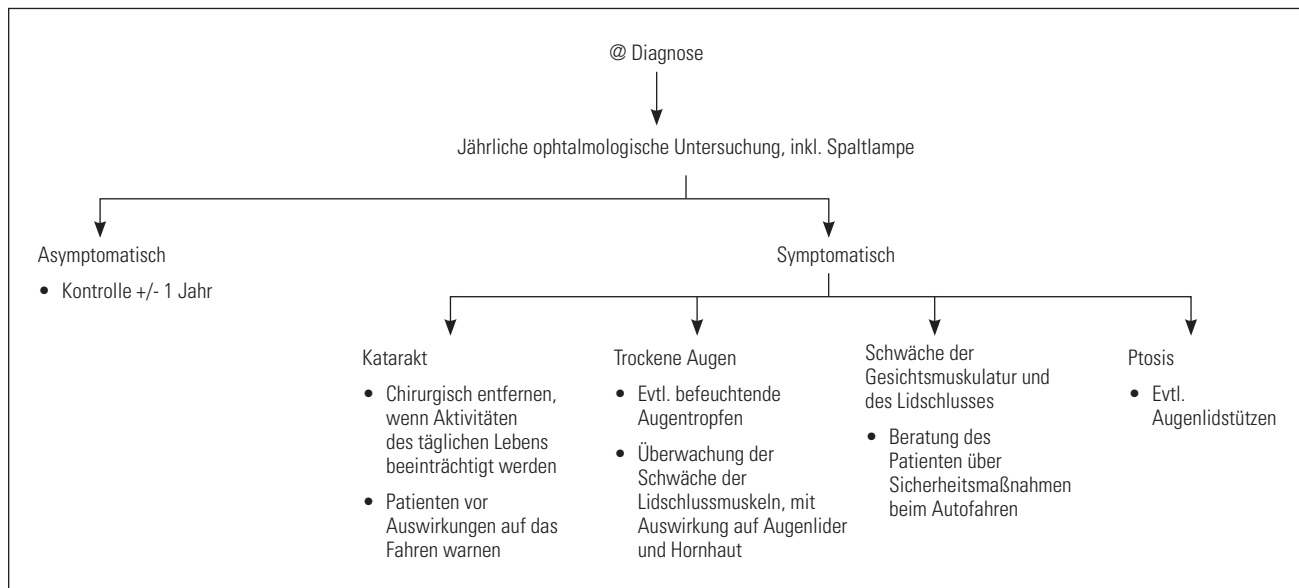 @ Diagnose
Jährliche ophtalmologische Untersuchung, inkl. Spaltlampe
Asymptomatisch
• Kontrolle +/- 1 Jahr
Symptomatisch
Katarakt
• Chirurgisch entfernen,
wenn Aktivitäten
des täglichen Lebens
beeinträchtigt werden
• Patienten vor
Auswirkungen auf das
Fahren warnen
Trockene Augen
• Evtl. befeuchtende
Augentropfen
• Überwachung der
Schwäche der
Lidschlussmuskeln, mit
Auswirkung auf Augenlider
und Hornhaut
Schwäche der
Gesichtsmuskulatur und
des Lidschlusses
• Beratung des
Patienten über
Sicherheitsmaßnahmen
beim Autofahren
Ptosis
• Evtl.
Augenlidstützen